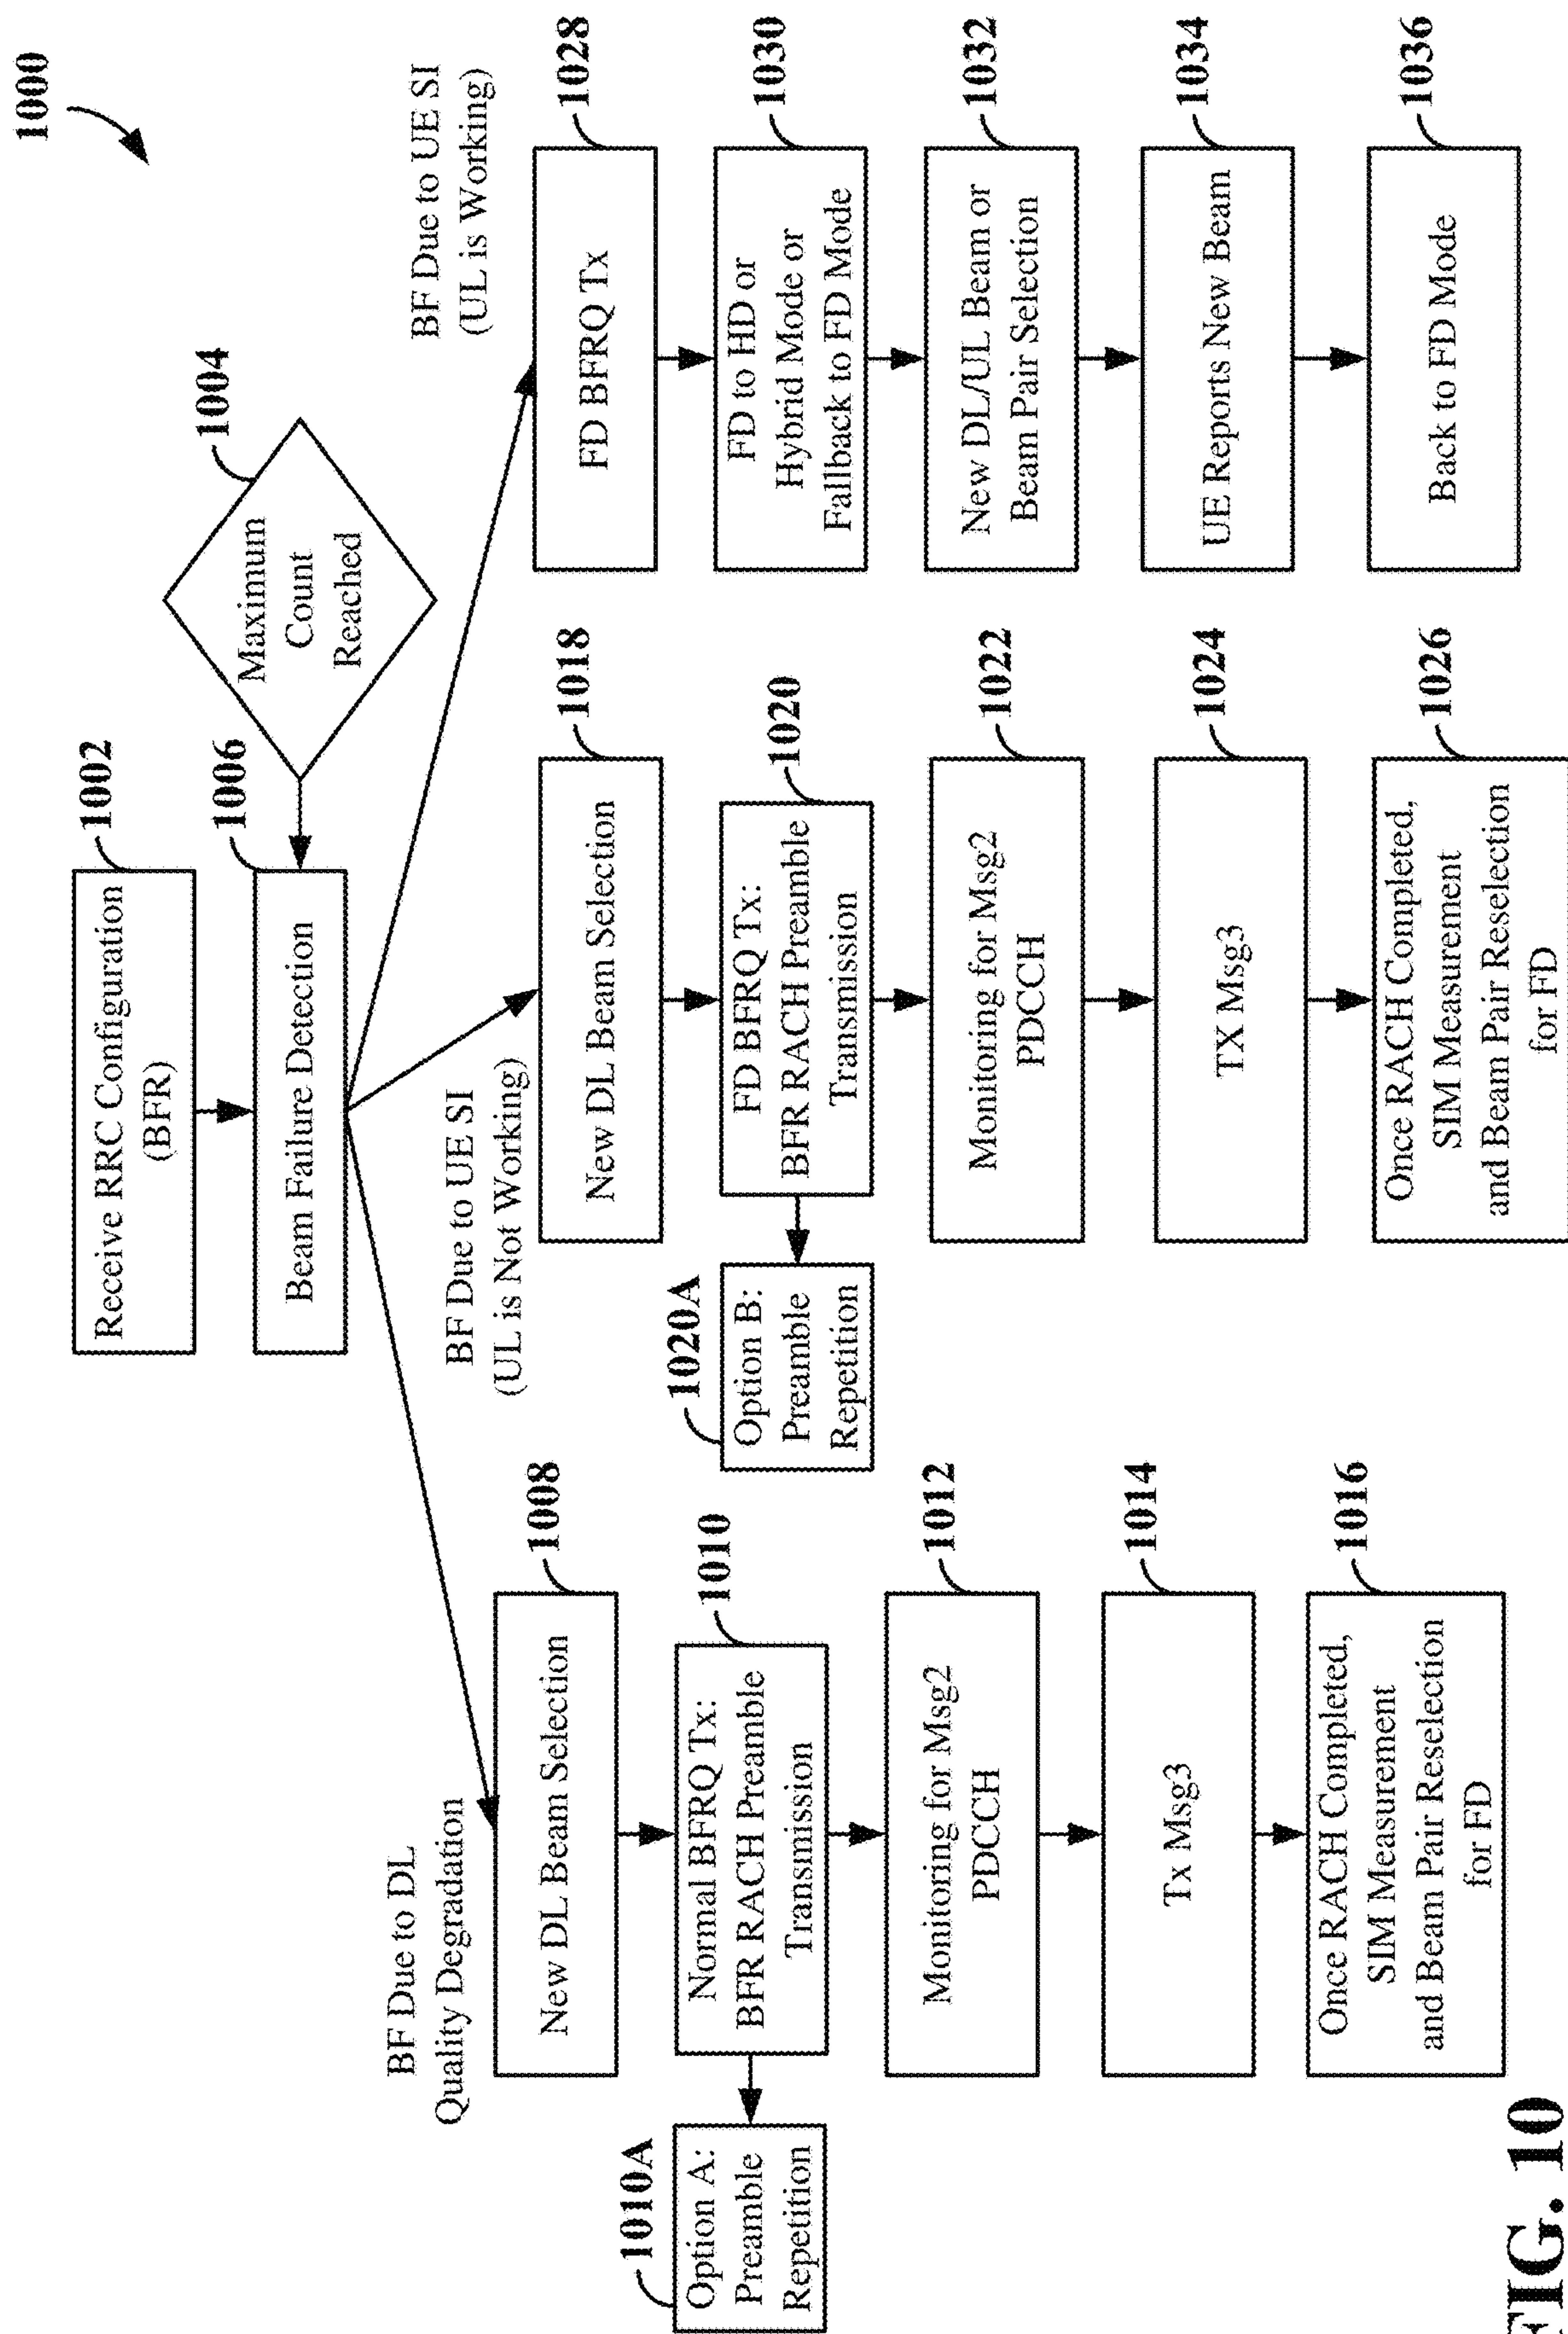 1000
Receive RRC Configuration
(BFR)
1002
Maximum
Count
Reached
1004
Beam Failure Detection
1006
BF Due to DL
Quality Degradation
New DL Beam Selection
1008
Normal BFRQ Tx:
BFR RACH Preamble
Transmission
1010
1010A
Option A:
Preamble
Repetition
Monitoring for Msg2
PDCCH
1012
Tx Msg3
1014
Once RACH Completed,
SIM Measurement
and Beam Pair Reselection
for FD
1016
BF Due to UE SI
(UL is Not Working)
New DL Beam Selection
1018
FD BFRQ Tx:
BFR RACH Preamble
Transmission
1020
1020A
Option B:
Preamble
Repetition
Monitoring for Msg2
PDCCH
1022
TX Msg3
1024
Once RACH Completed,
SIM Measurement
and Beam Pair Reselection
for FD
1026
BF Due to UE SI
(UL is Working)
FD BFRQ Tx
1028
FD to HD or
Hybrid Mode or
Fallback to FD Mode
1030
New DL/UL Beam or
Beam Pair Selection
1032
UE Reports New Beam
1034
Back to FD Mode
1036
FIG. 10